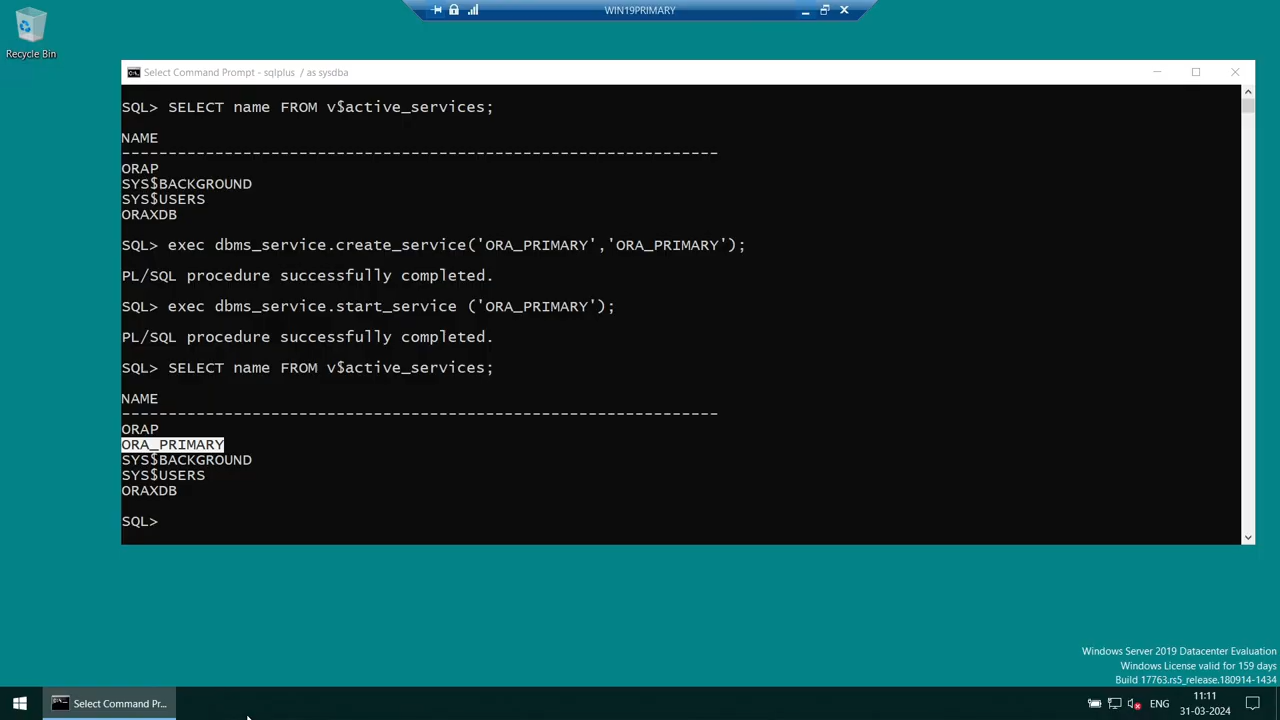 WIN19PRIMARY
Recycle Bin
Select Command Prompt - sqlplus  / as sysdba
SQL> SELECT name FROM v$active_services;
NAME
----------------------------------------------------------------
ORAP
SYS$BACKGROUND
SYS$USERS
ORAXDB
SQL> exec dbms_service.create_service('ORA_PRIMARY','ORA_PRIMARY');
PL/SQL procedure successfully completed.
SQL> exec dbms_service.start_service ('ORA_PRIMARY');
PL/SQL procedure successfully completed.
SQL> SELECT name FROM v$active_services;
NAME
----------------------------------------------------------------
ORAP
ORA_PRIMARY
SYS$BACKGROUND
SYS$USERS
ORAXDB
SQL>
Windows Server 2019 Datacenter Evaluation
Windows License valid for 159 days
Build 17763.rs5_release.180914-1434
Select Command Pr...
ENG
11:11
31-03-2024